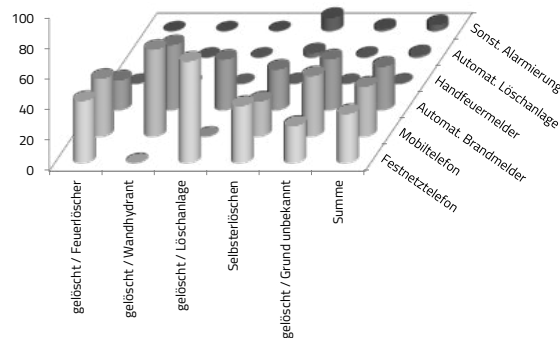 100
80
60
40
20
0
gelöscht / Feuerlöscher
gelöscht / Wandhydrant
gelöscht / Löschanlage
Selbsterlöschen
gelöscht / Grund unbekannt
Summe
Sonst. Alarmierung
Automat. Löschanlage
Handfeuermelder
Automat. Brandmelder
Mobiltelefon
Festnetztelefon